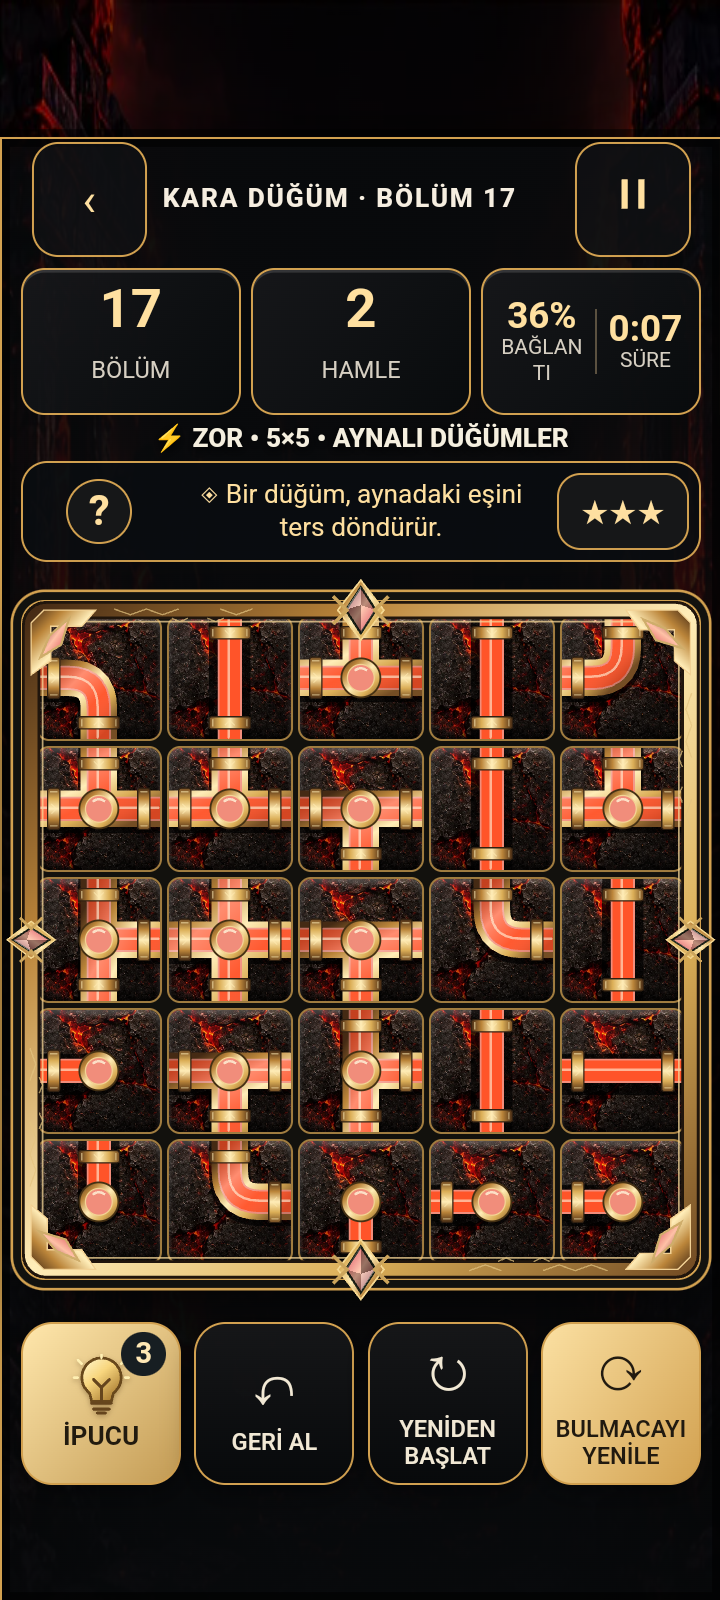 ‹
KARA DÜĞÜM · BÖLÜM 17
17
BÖLÜM
2
HAMLE
36%
BAĞLAN
TI
0:07
SÜRE
⚡ ZOR • 5×5 • AYNALI DÜĞÜMLER
?
◈ Bir düğüm, aynadaki eşini
ters döndürür.
★★★
3
İPUCU
GERİ AL
YENİDEN
BAŞLAT
BULMACAYI
YENİLE